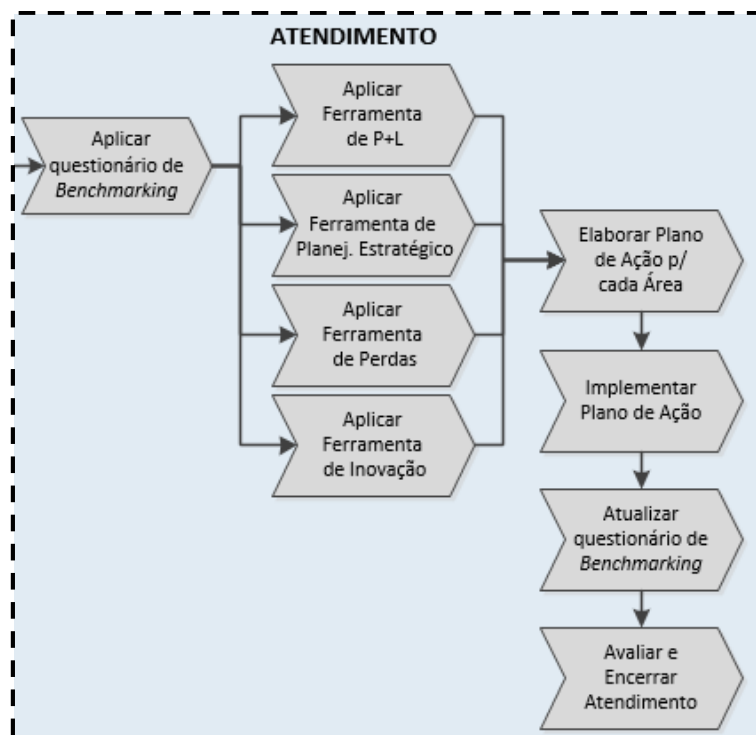 ATENDIMENTO
Aplicar
questionário de
Benchmarking
Aplicar
Ferramenta
de P+L
Aplicar
Ferramenta de
Planej. Estratégico
Aplicar
Ferramenta
de Perdas
Aplicar
Ferramenta
de Inovação
Elaborar Plano
de Ação p/
cada Área
Implementar
Plano de Ação
Atualizar
questionário de
Benchmarking
Avaliar e
Encerrar
Atendimento